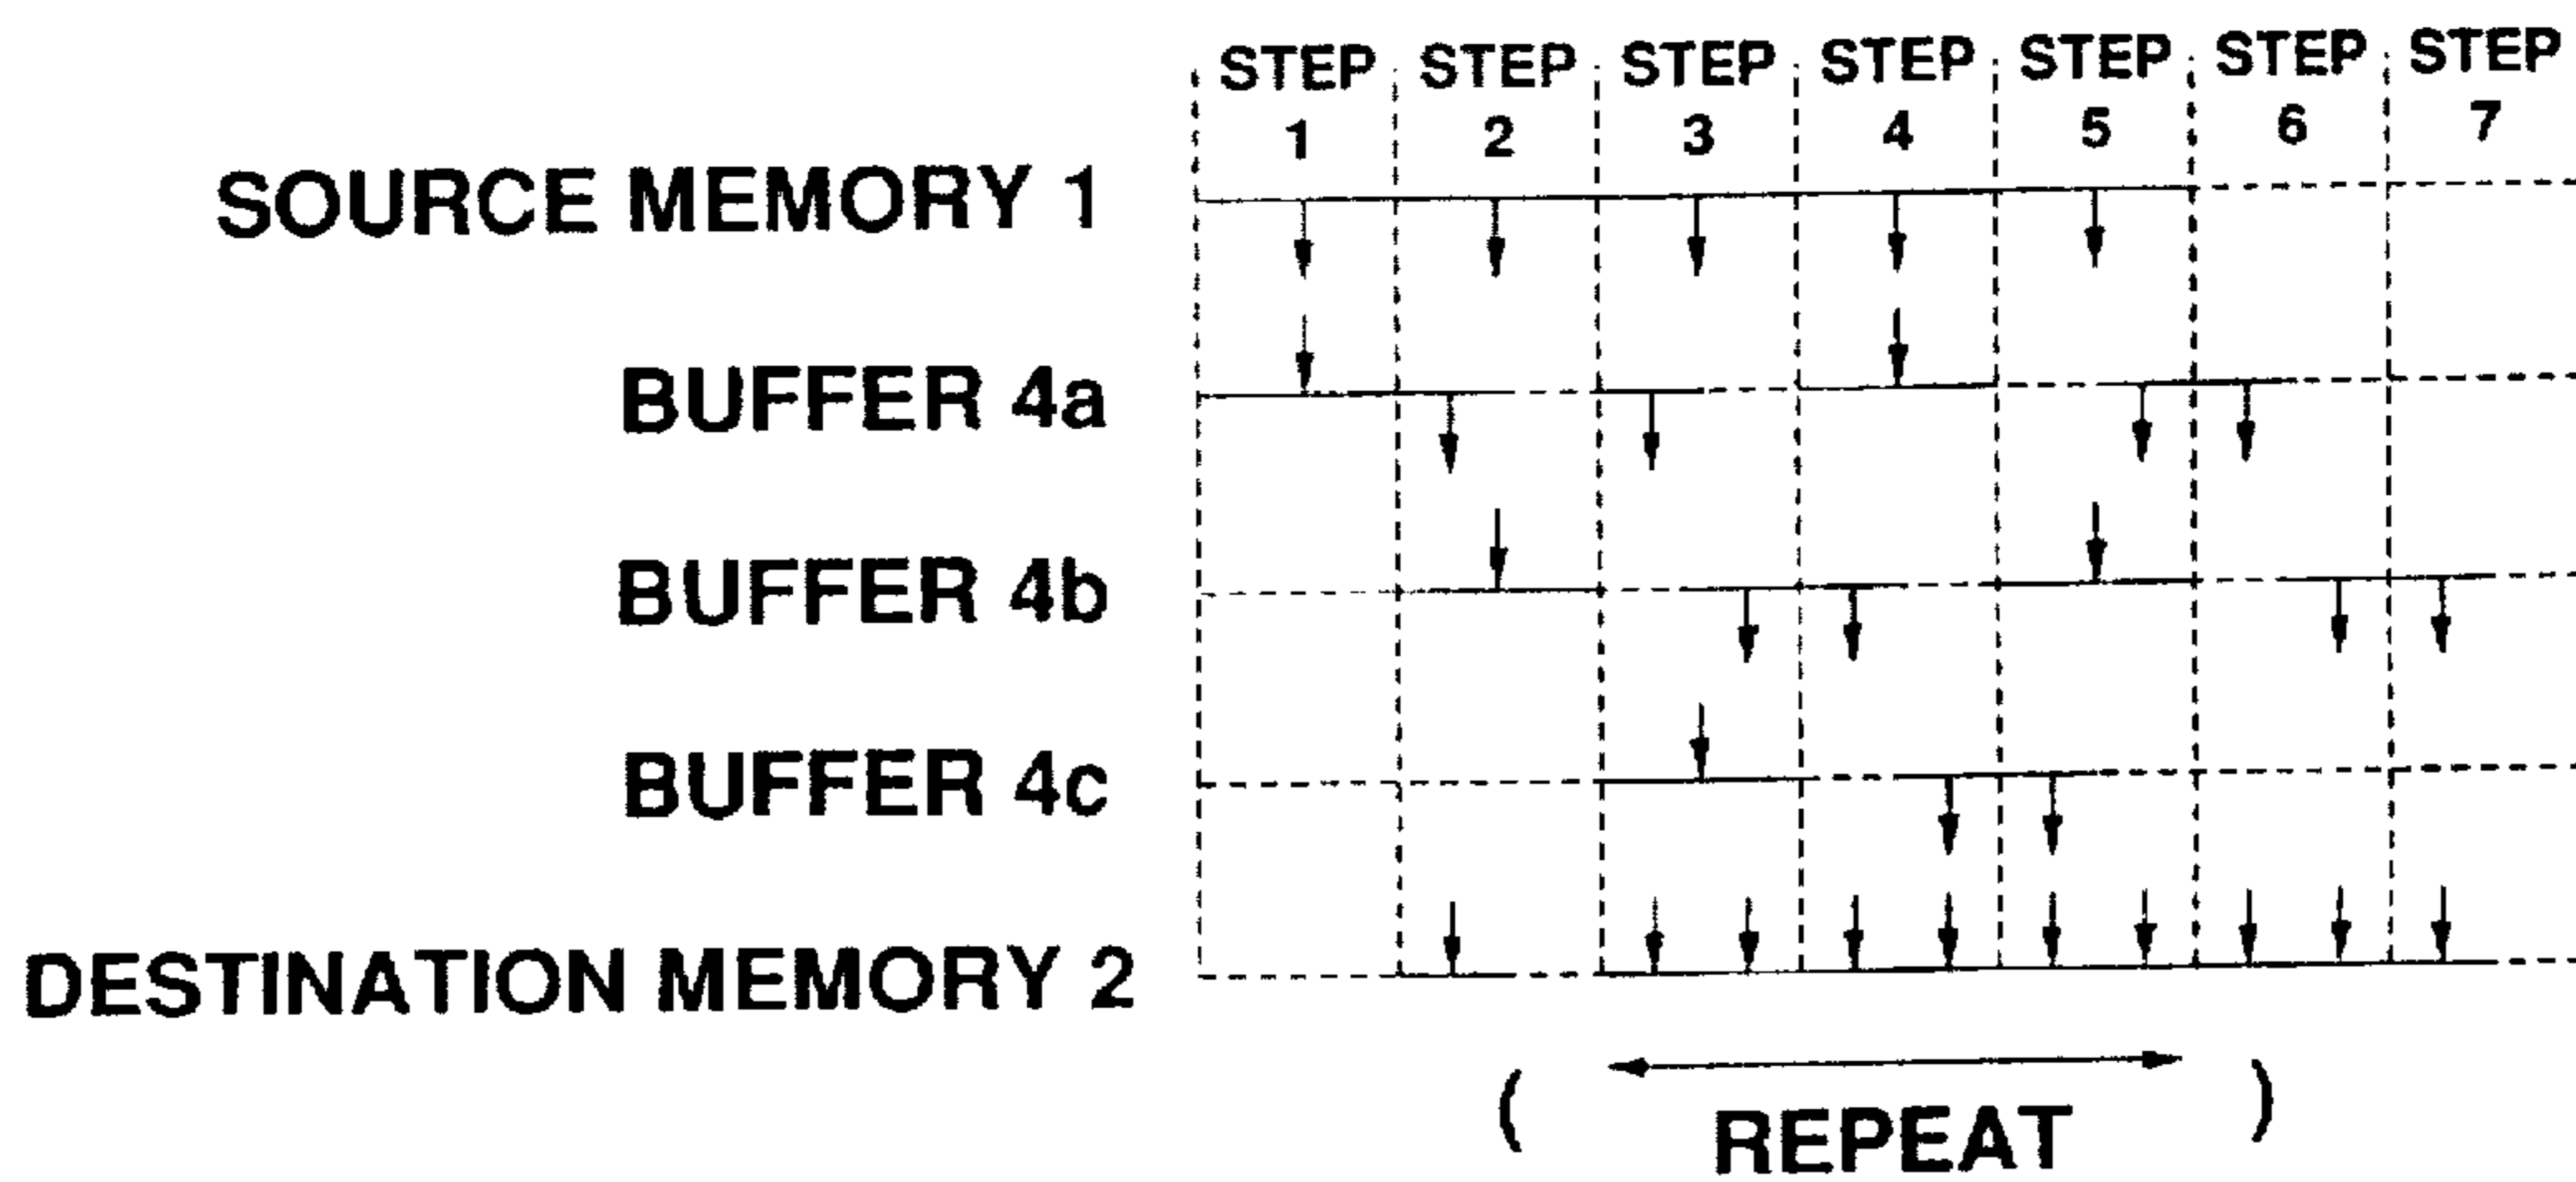 STEP STEP STEP STEP STEP STEP STEP
1 2 3 4 5 6 7
SOURCE MEMORY 1
BUFFER 4a
BUFFER 4b
BUFFER 4c
DESTINATION MEMORY 2
( REPEAT )